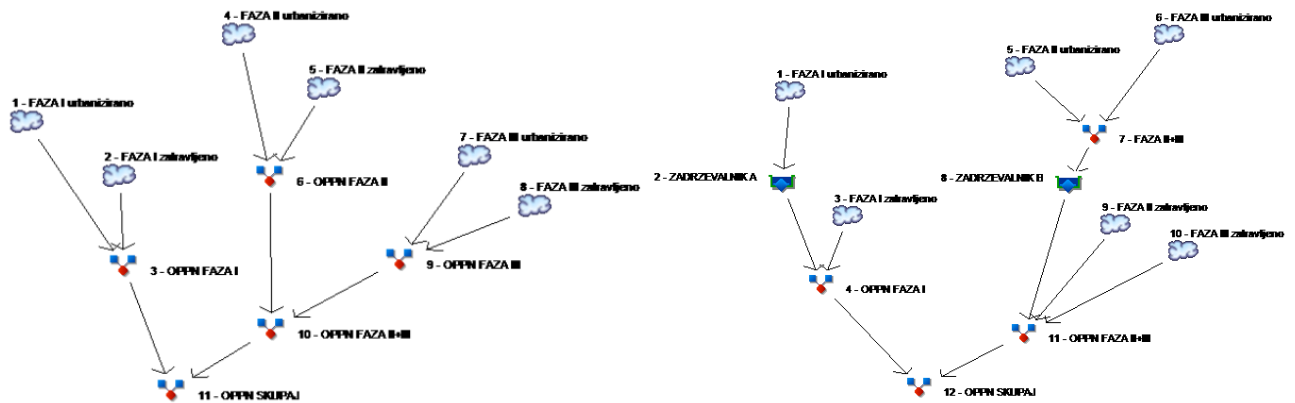 4 - FAZA II urbanizirano
5 - FAZA II zatravljeno
1 - FAZA I urbanizirano
7 - FAZA III urbanizirano
2 - FAZA I zatravljeno
6 - OPPN FAZA II
8 - FAZA III zatravljeno
3 - OPPN FAZA I
9 - OPPN FAZA III
10 - OPPN FAZA II+III
11 - OPPN SKUPAJ
6 - FAZA III urbanizirano
5 - FAZA II urbanizirano
1 - FAZA I urbanizirano
7 - FAZA II+III
2 - ZADRZEVALNIK A
8 - ZADRZEVALNIK B
3 - FAZA I zatravljeno
9 - FAZA II zatravljeno
10 - FAZA III zatravljeno
4 - OPPN FAZA I
11 - OPPN FAZA II+III
12 - OPPN SKUPAJ